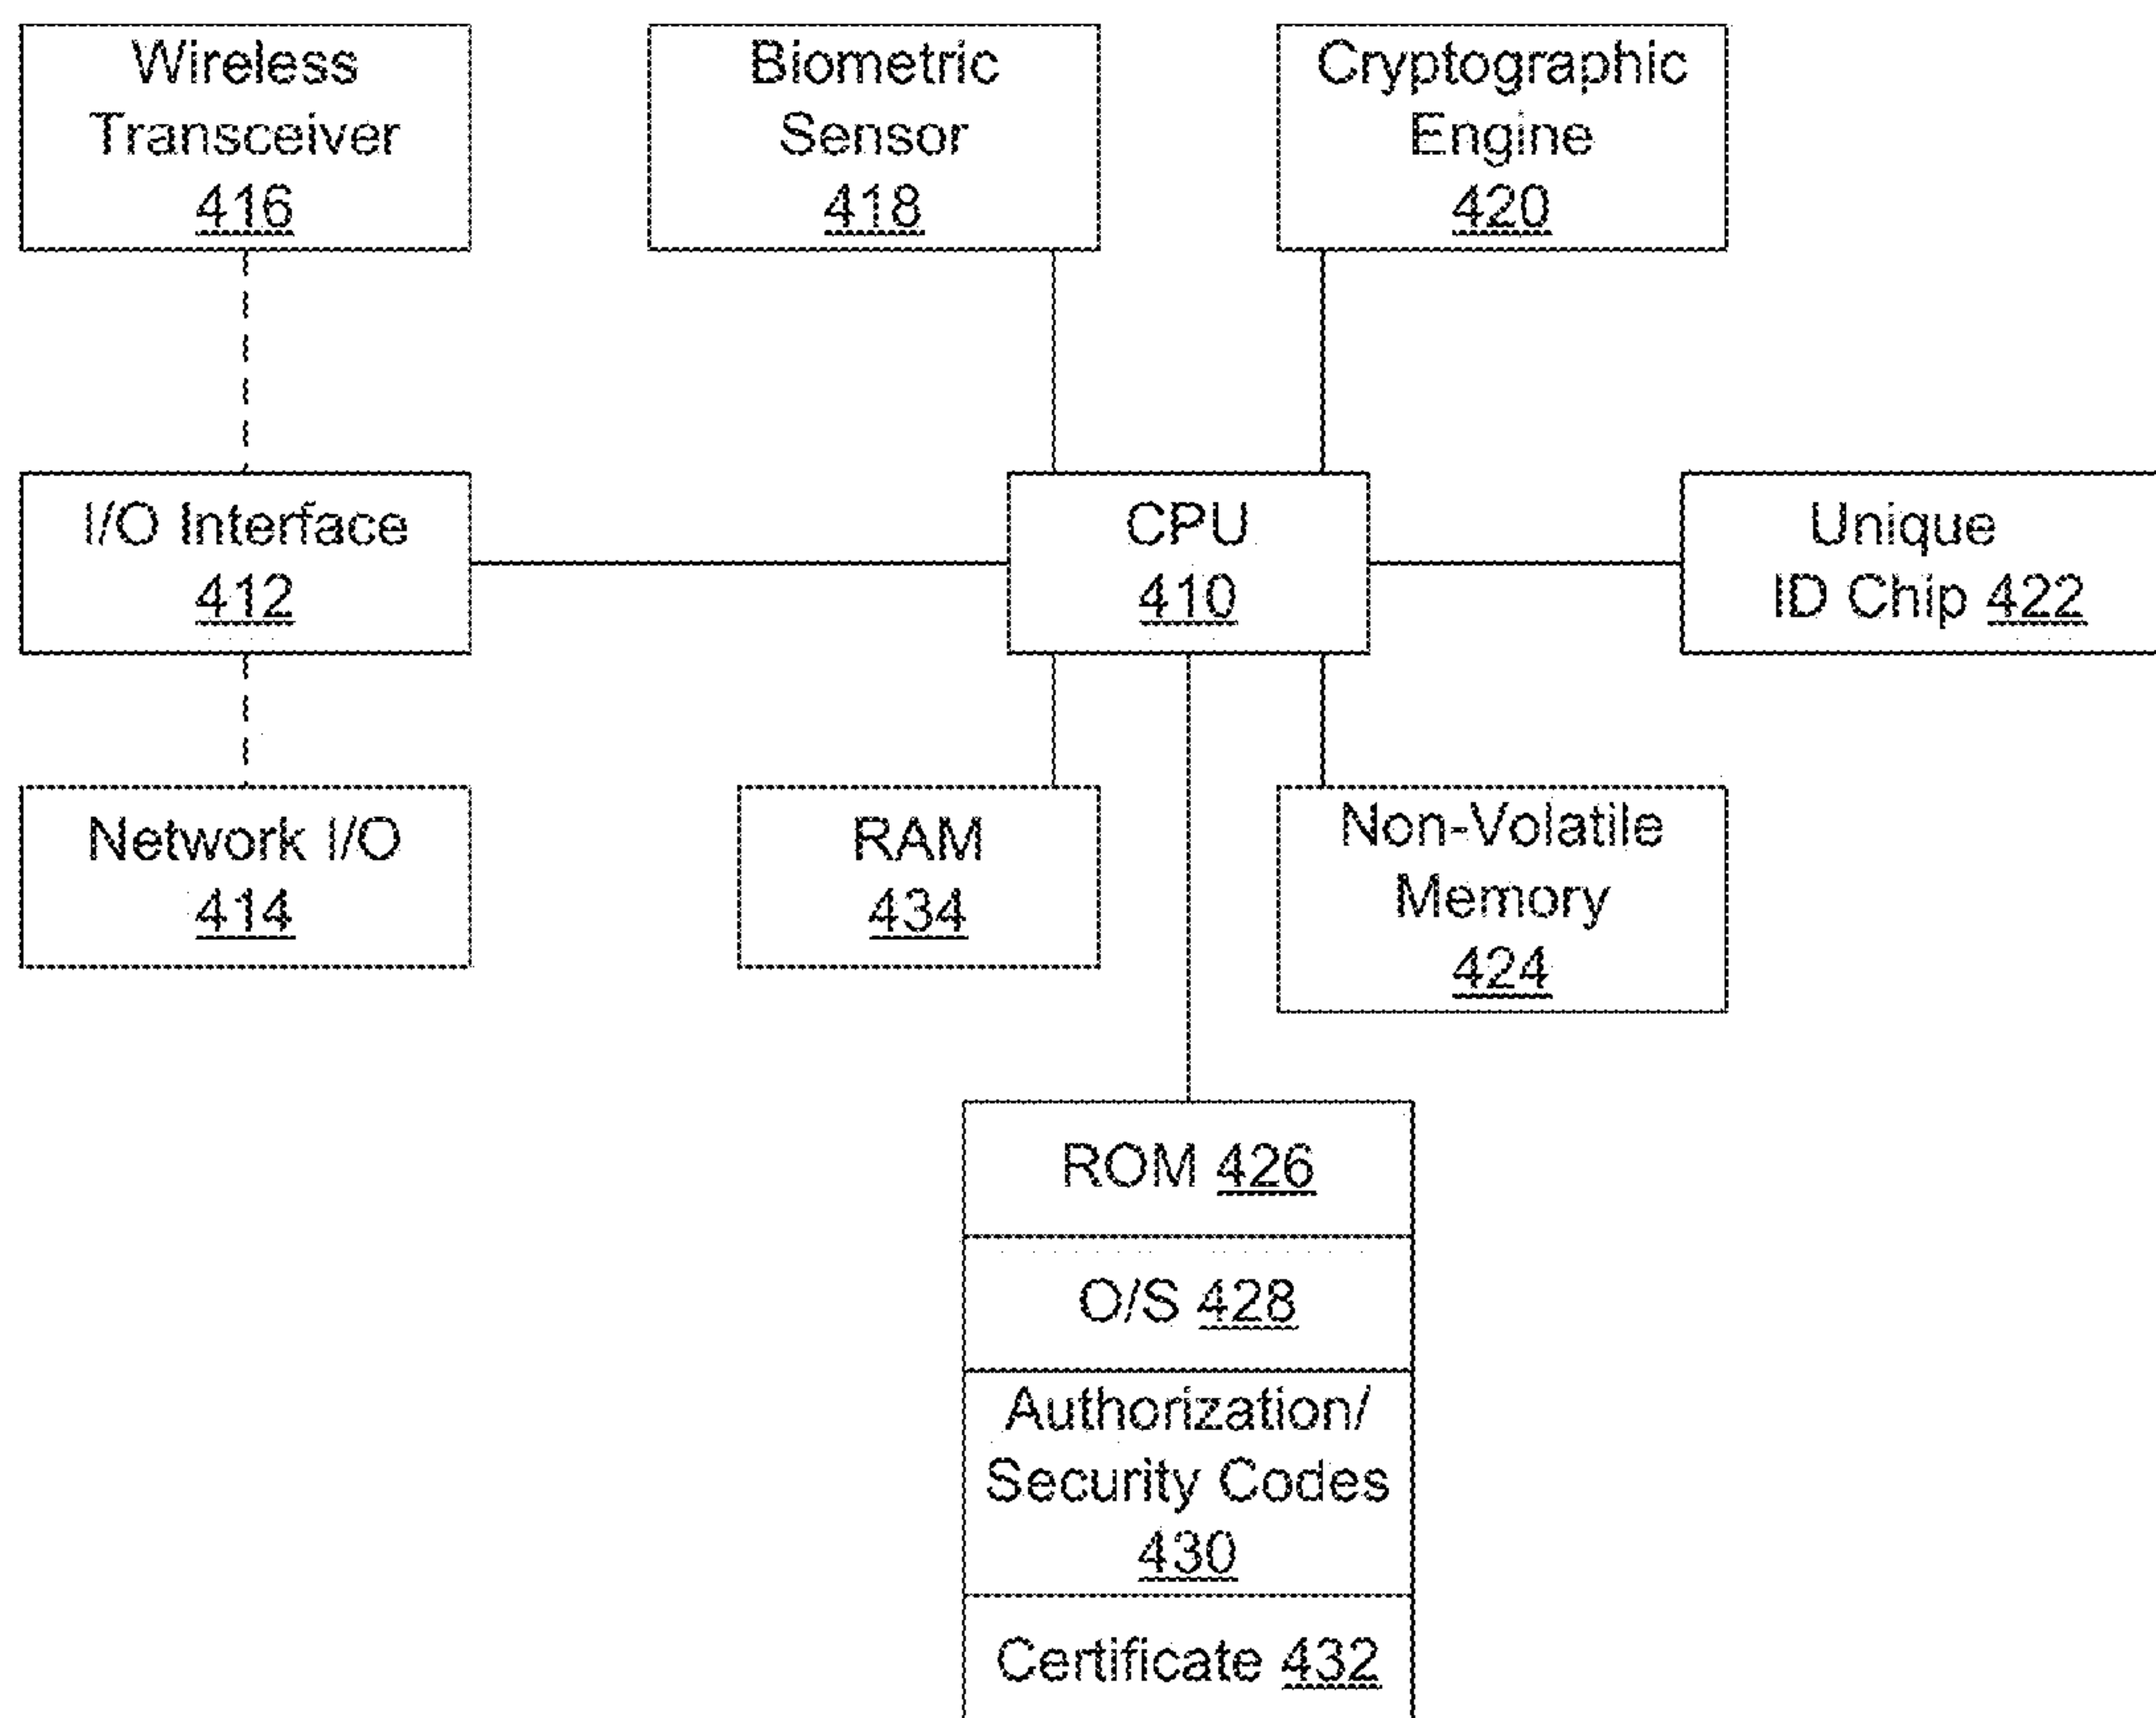 Wireless
Transceiver
416
Biometric
Sensor
418
Cryptographic
Engine
420
I/O Interface
412
CPU
410
Unique
ID Chip 422
Network I/O
414
RAM
434
Non-Volatile
Memory
424
ROM 426
O/S 428
Authorization/
Security Codes
430
Certificate 432